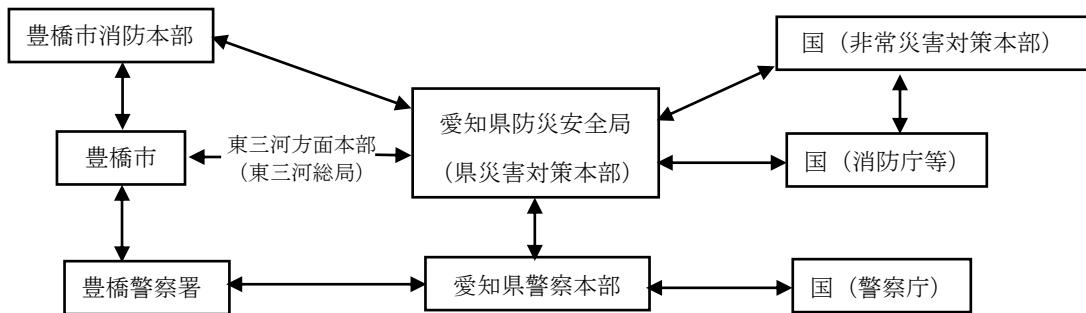 豊橋市消防本部
国（非常災害対策本部）
愛知県防災安全局
（県災害対策本部）
東三河方面本部
（東三河総局）
豊橋市
国（消防庁等）
豊橋警察署
愛知県警察本部
国（警察庁）